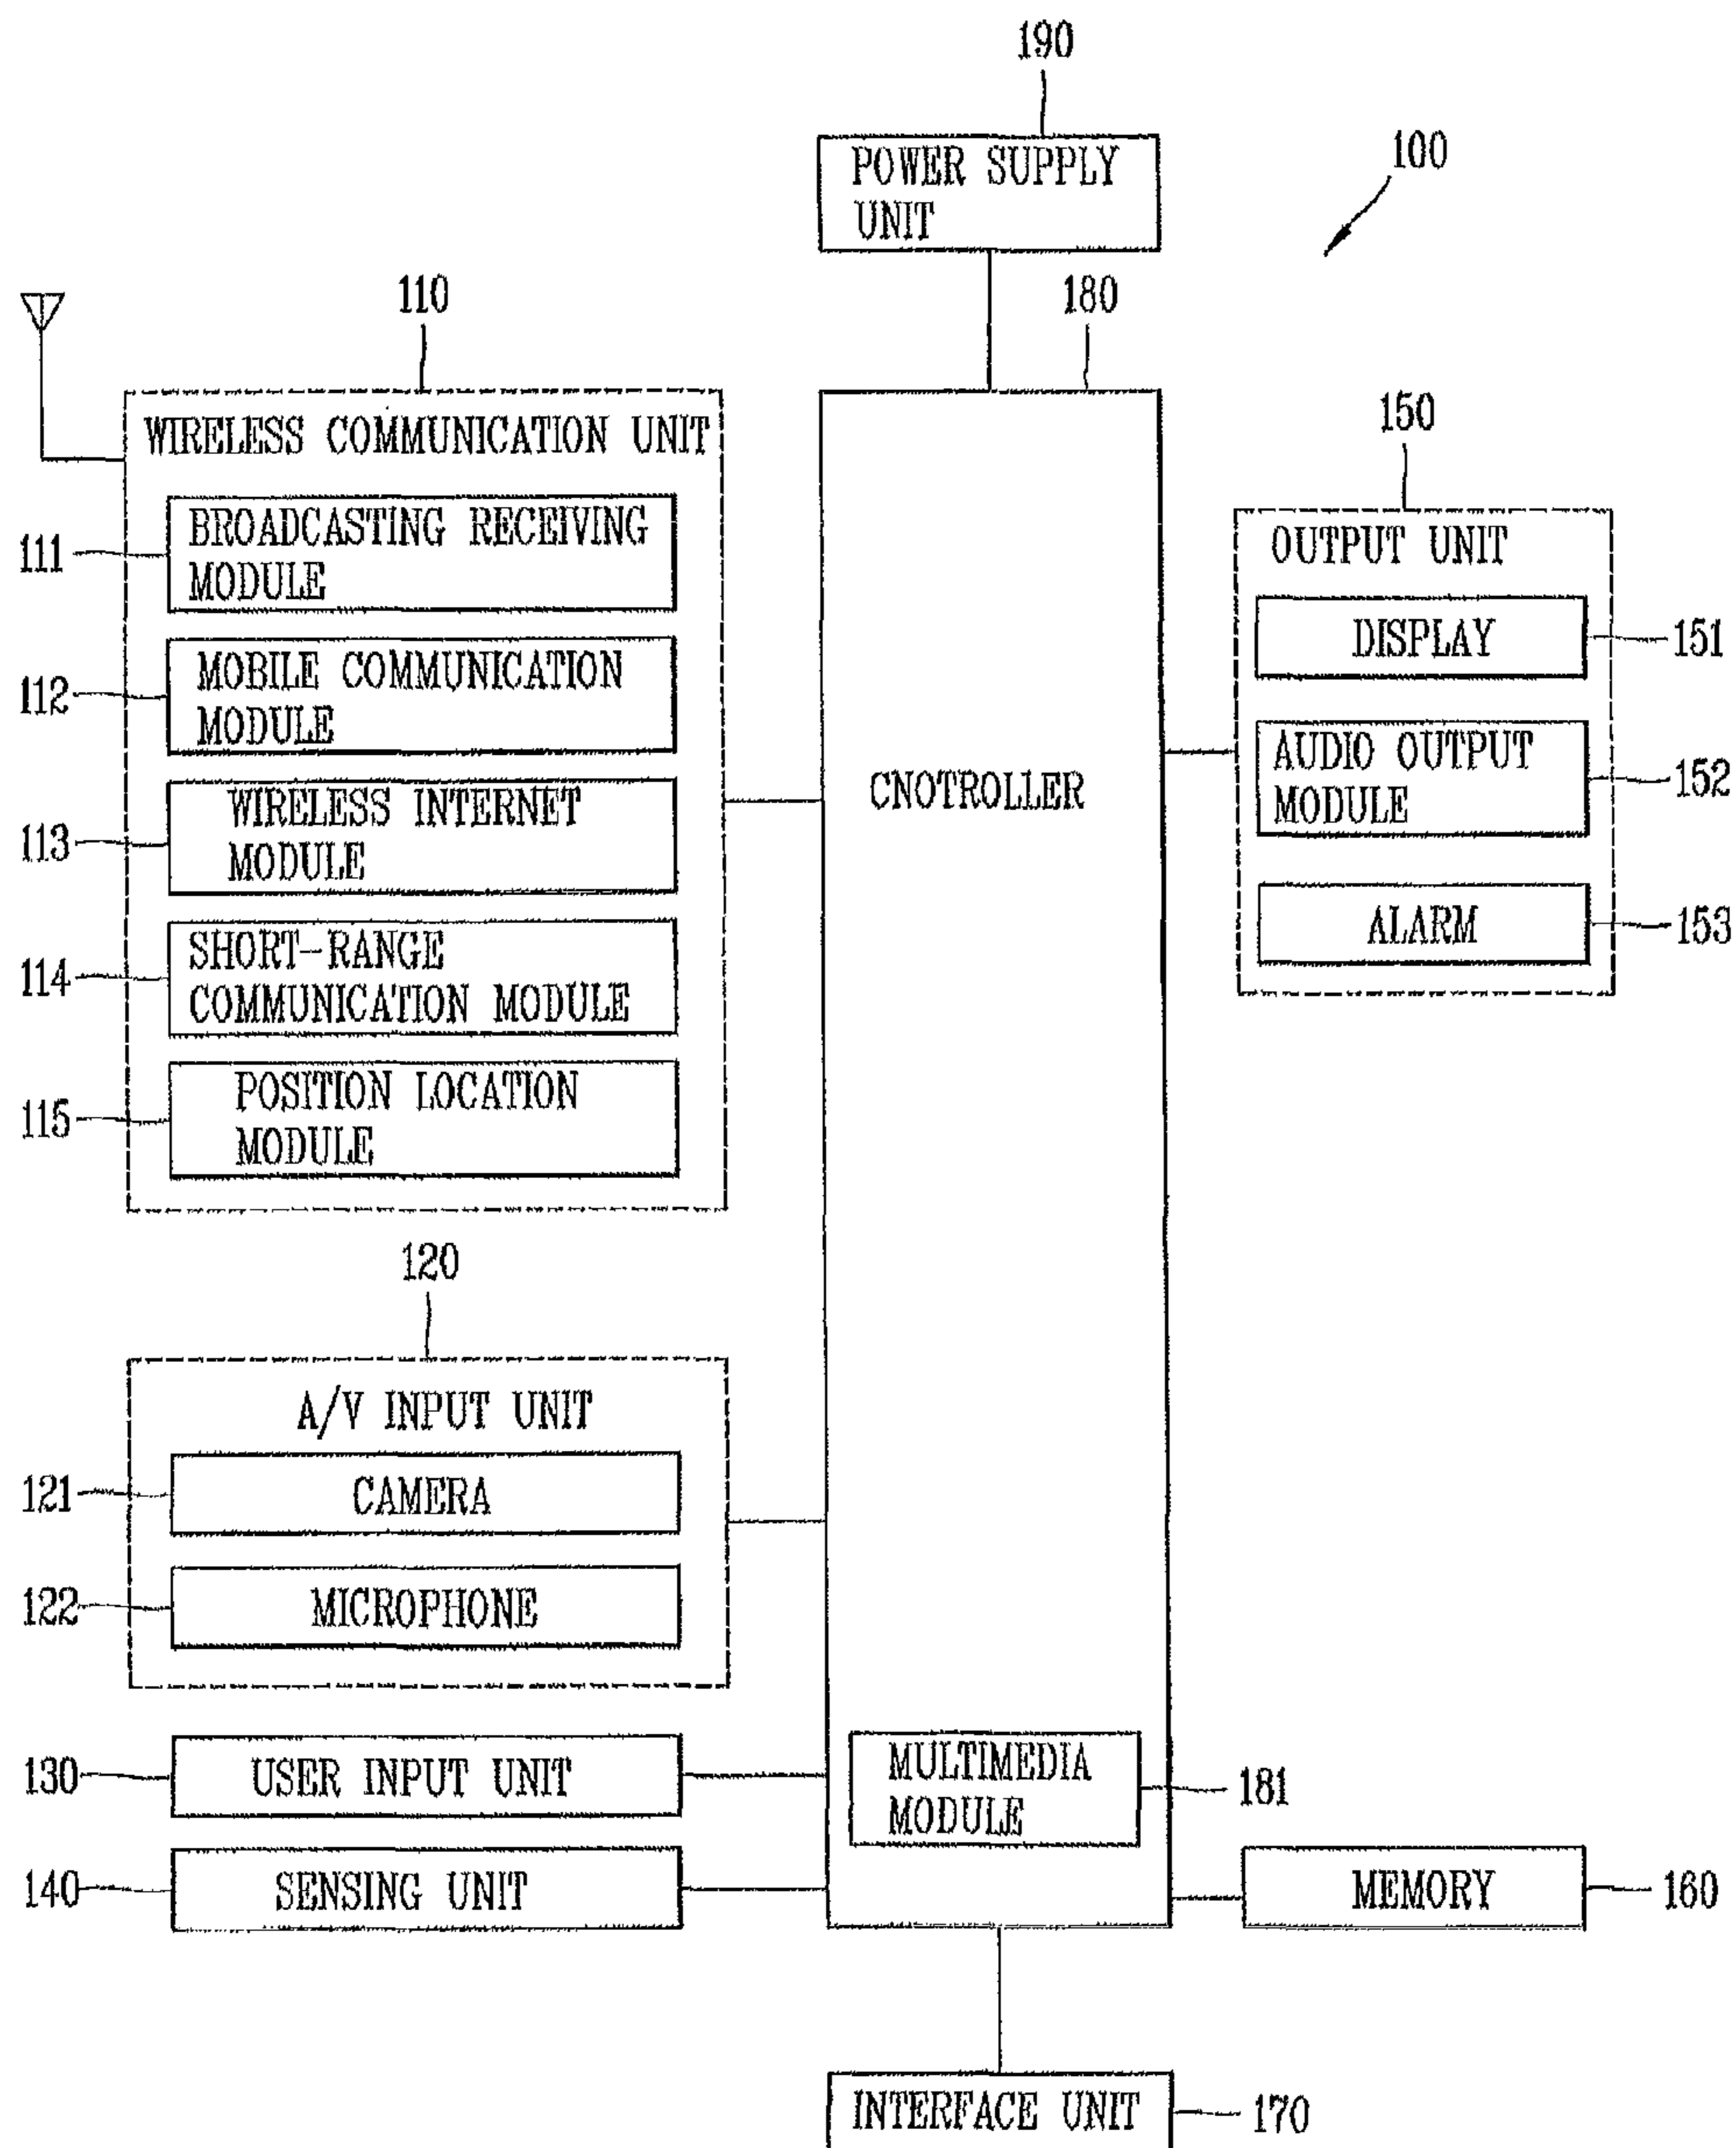 190
POWER SUPPLY
UNIT
100
110
180
WIRELESS COMMUNICATION UNIT
150
111
BROADCASTING RECEIVING
MODULE
OUTPUT UNIT
112
MOBILE COMMUNICATION
MODULE
DISPLAY
151
113
WIRELESS INTERNET
MODULE
CNOTROLLER
AUDIO OUTPUT
MODULE
152
114
SHORT-RANGE
COMMUNICATION MODULE
ALARM
153
115
POSITION LOCATION
MODULE
120
A/V INPUT UNIT
121
CAMERA
122
MICROPHONE
130
USER INPUT UNIT
MULTIMEDIA
MODULE
181
140
SENSING UNIT
MEMORY
160
INTERFACE UNIT
170